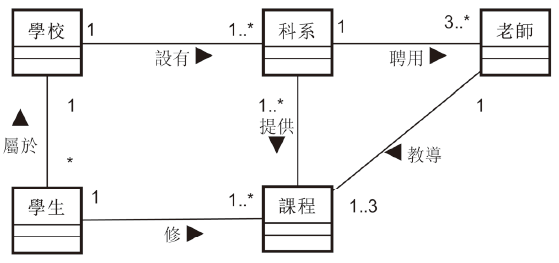 學校 1 1..* 科系 1 3..* 老師
設有 聘用
1 1..* 1
提供
屬於 教導
*
學生 1 1..* 課程 1..3
修